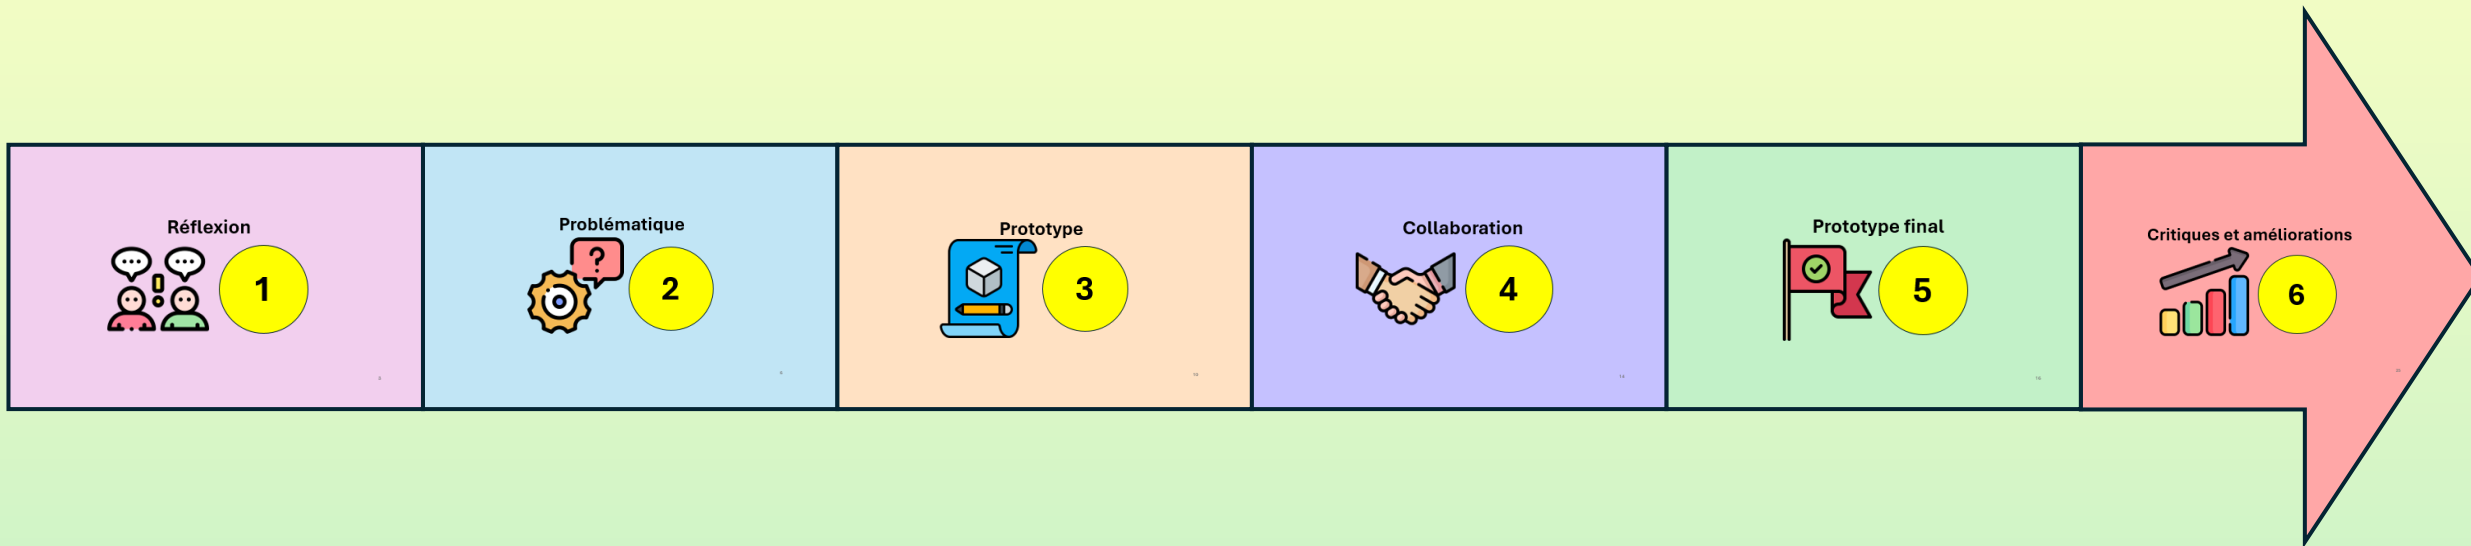 Réflexion
1
Problématique
?
2
Prototype
3
Collaboration
4
Prototype final
5
Critiques et améliorations
6